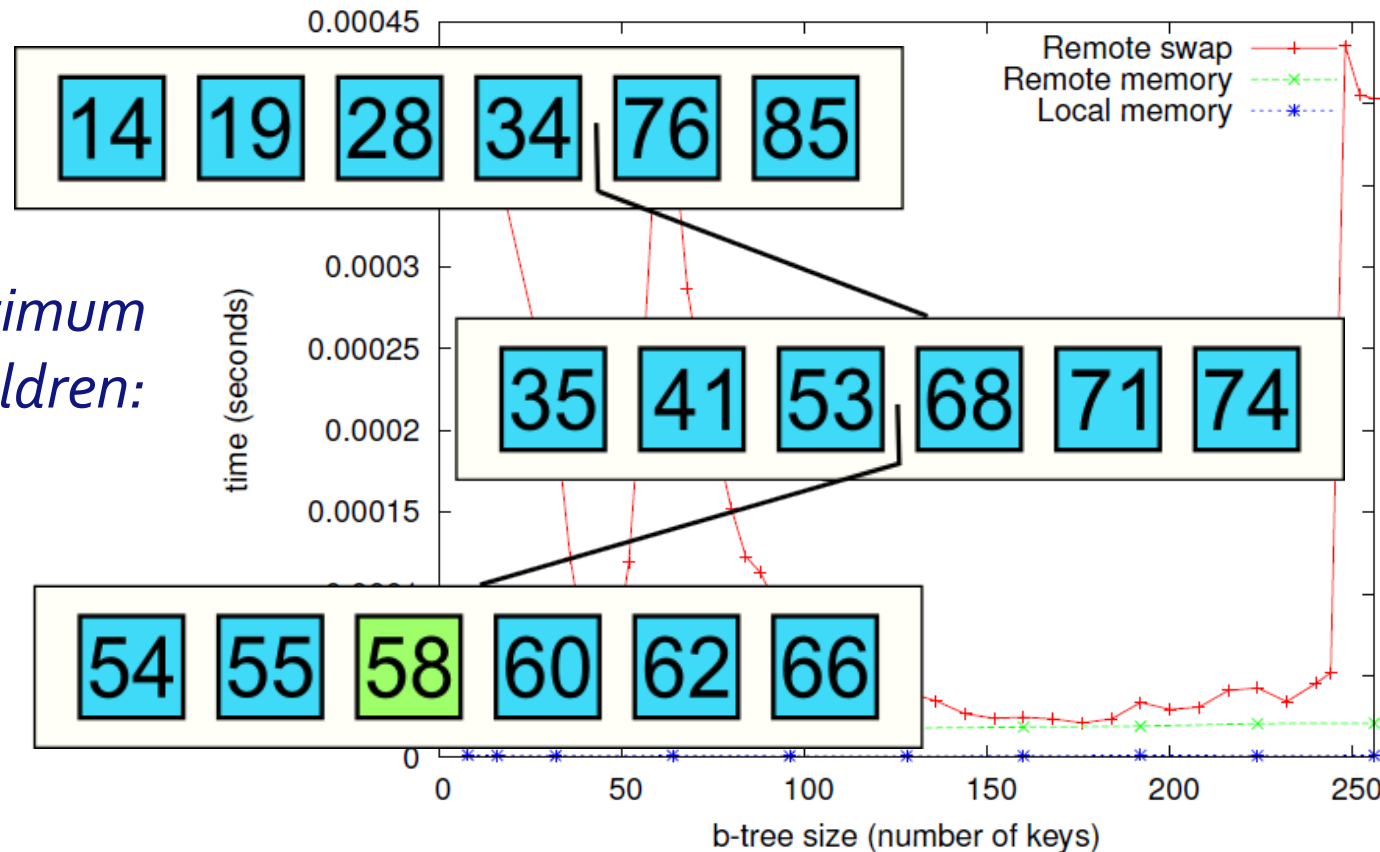 0.00045
Remote swap
Remote memory
Local memory
14 19 28 34 76 85
0.0003
ldren:
0.00025
35 41 53 68 71 74
0.0002
time (seconds)
0.00015
54 55 58 60 62 66
0
0 50 100 150 200 250
b-tree size (number of keys)